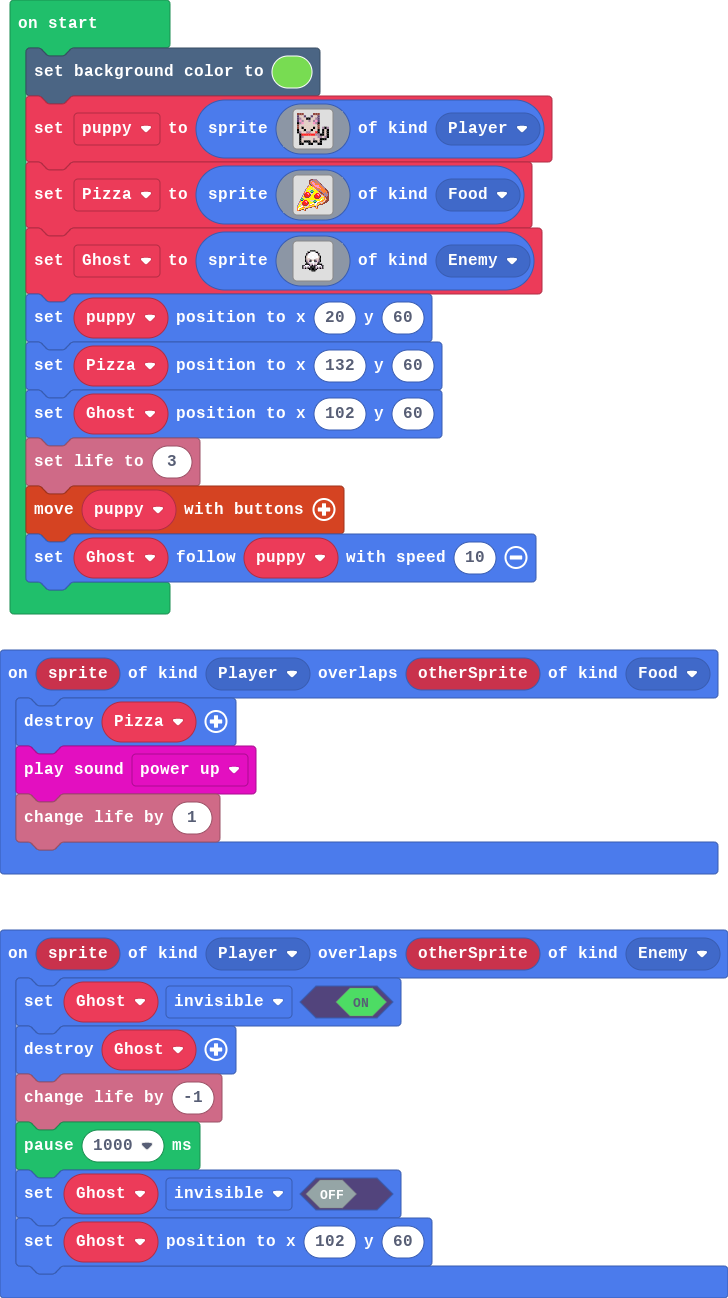 on start
set background color to
set puppy to sprite of kind Player
set Pizza to sprite of kind Food
set Ghost to sprite of kind Enemy
set puppy position to x 20 y 60
set Pizza position to x 132 y 60
set Ghost position to x 102 y 60
set life to 3
move puppy with buttons
set Ghost follow puppy with speed 10
on sprite of kind Player overlaps otherSprite of kind Food
destroy Pizza
play sound power up
change life by 1
on sprite of kind Player overlaps otherSprite of kind Enemy
set Ghost invisible ON
destroy Ghost
change life by -1
pause 1000 ms
set Ghost invisible OFF
set Ghost position to x 102 y 60